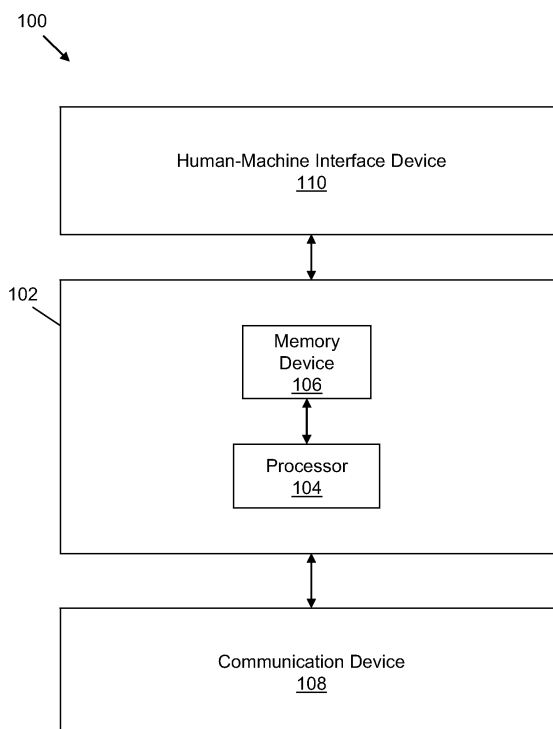 100
Human-Machine Interface Device
110
102
Memory
Device
106
Processor
104
Communication Device
108